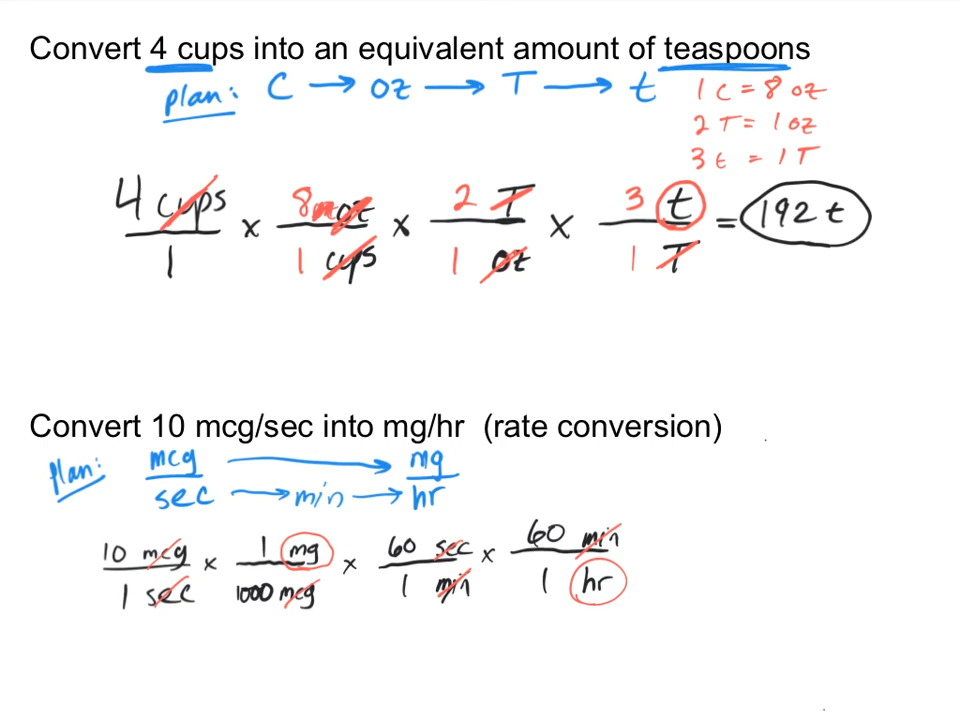 Convert 4 cups into an equivalent amount of teaspoons
plan: C → oz → T → t
1 C = 8 oz
2 T = 1 oz
3 t = 1 T
4 cups / 1 x 8 oz / 1 cups x 2 T / 1 oz x 3 t / 1 T = 192 t
Convert 10 mcg/sec into mg/hr (rate conversion)
plan: mcg / sec → mg / hr
sec → min → hr
10 mcg / 1 sec x 1 mg / 1000 mcg x 60 sec / 1 min x 60 min / 1 hr